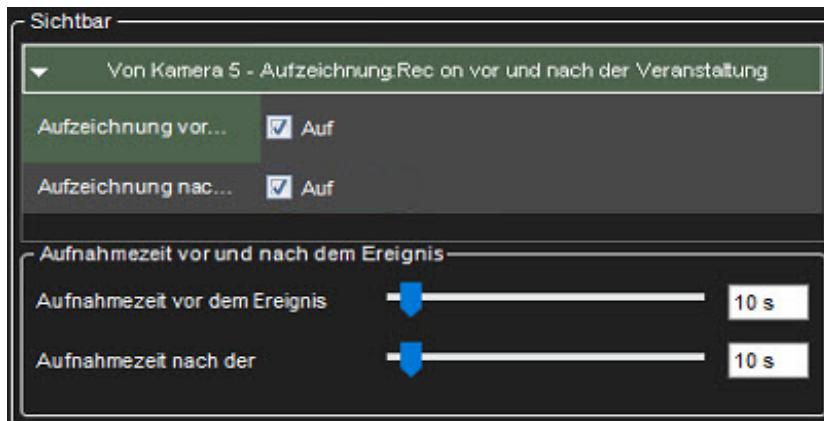 Sichtbar
Von Kamera 5 - Aufzeichnung:Rec on vor und nach der Veranstaltung
Aufzeichnung vor... Auf
Aufzeichnung nac... Auf
Aufnahmezeit vor und nach dem Ereignis
Aufnahmezeit vor dem Ereignis 10 s
Aufnahmezeit nach der 10 s